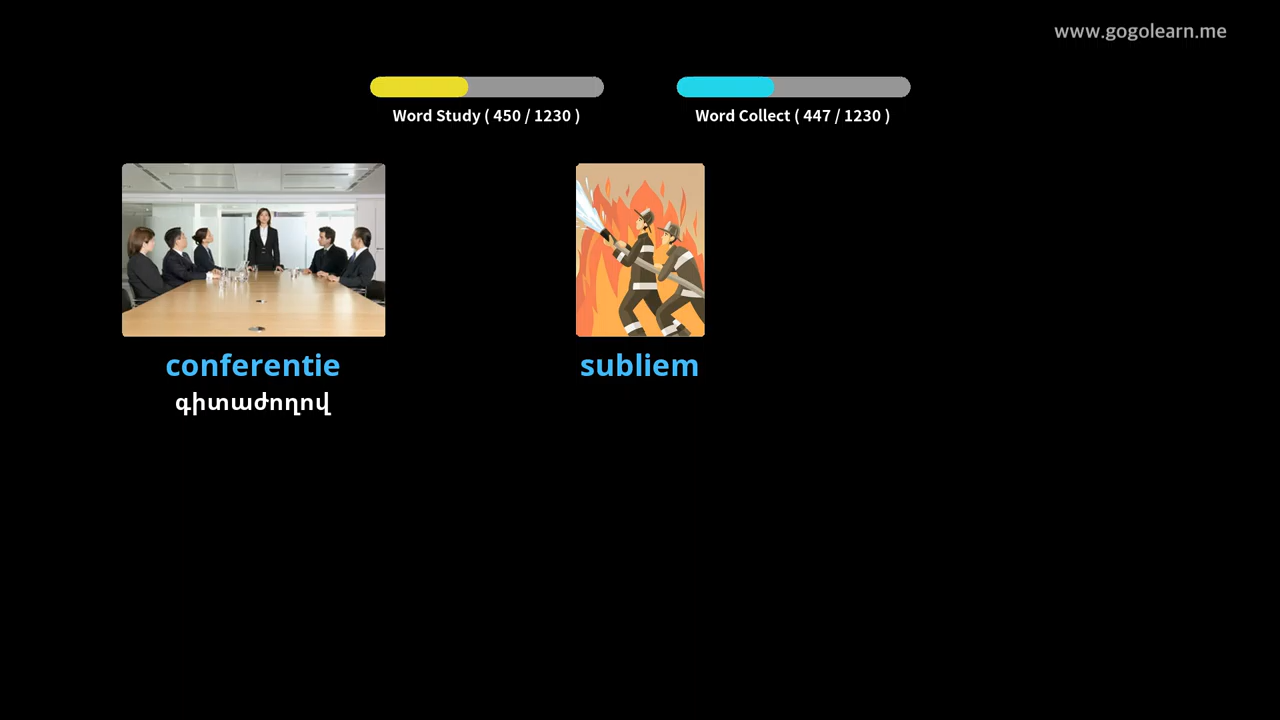 www.gogolearn.me
Word Study ( 450 / 1230 )
Word Collect ( 447 / 1230 )
conferentie
subliem
գիտաժողով